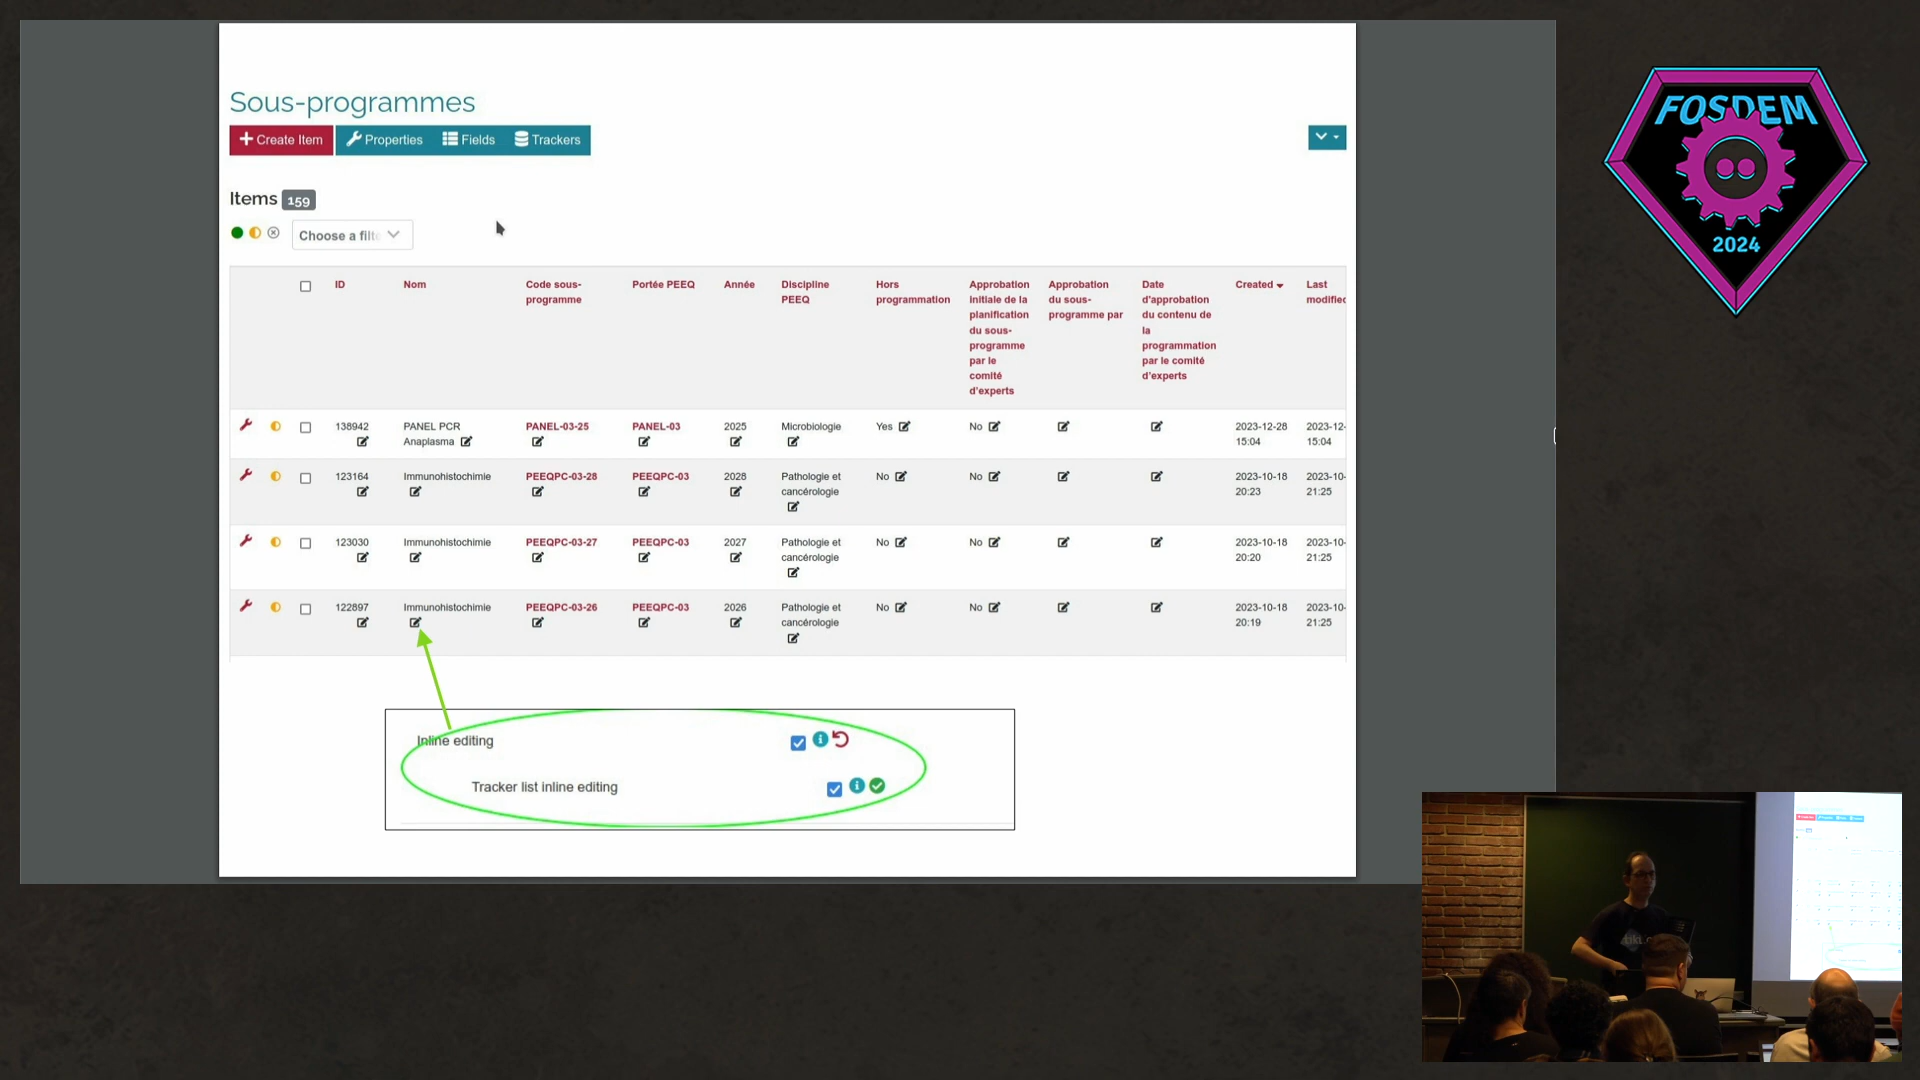 Sous-programmes
Create Item Properties Fields Trackers
Items 159
Choose a filt
ID Nom Code sous-programme Portée PEEQ Année Discipline PEEQ Hors programmation Approbation initiale de la planification du sous-programme par le comité d'experts Approbation du sous-programme par Date d'approbation du contenu de la programmation par le comité d'experts Created Last modified
138942 PANEL PCR Anaplasma PANEL-03-25 PANEL-03 2025 Microbiologie Yes No 2023-12-28 15:04 2023-12- 15:04
123164 Immunohistochimie PEEQPC-03-28 PEEQPC-03 2028 Pathologie et cancérologie No No 2023-10-18 20:23 2023-10- 21:25
123030 Immunohistochimie PEEQPC-03-27 PEEQPC-03 2027 Pathologie et cancérologie No No 2023-10-18 20:20 2023-10- 21:25
122897 Immunohistochimie PEEQPC-03-26 PEEQPC-03 2026 Pathologie et cancérologie No No 2023-10-18 20:19 2023-10- 21:25
Inline editing
Tracker list inline editing
FOSDEM
2024